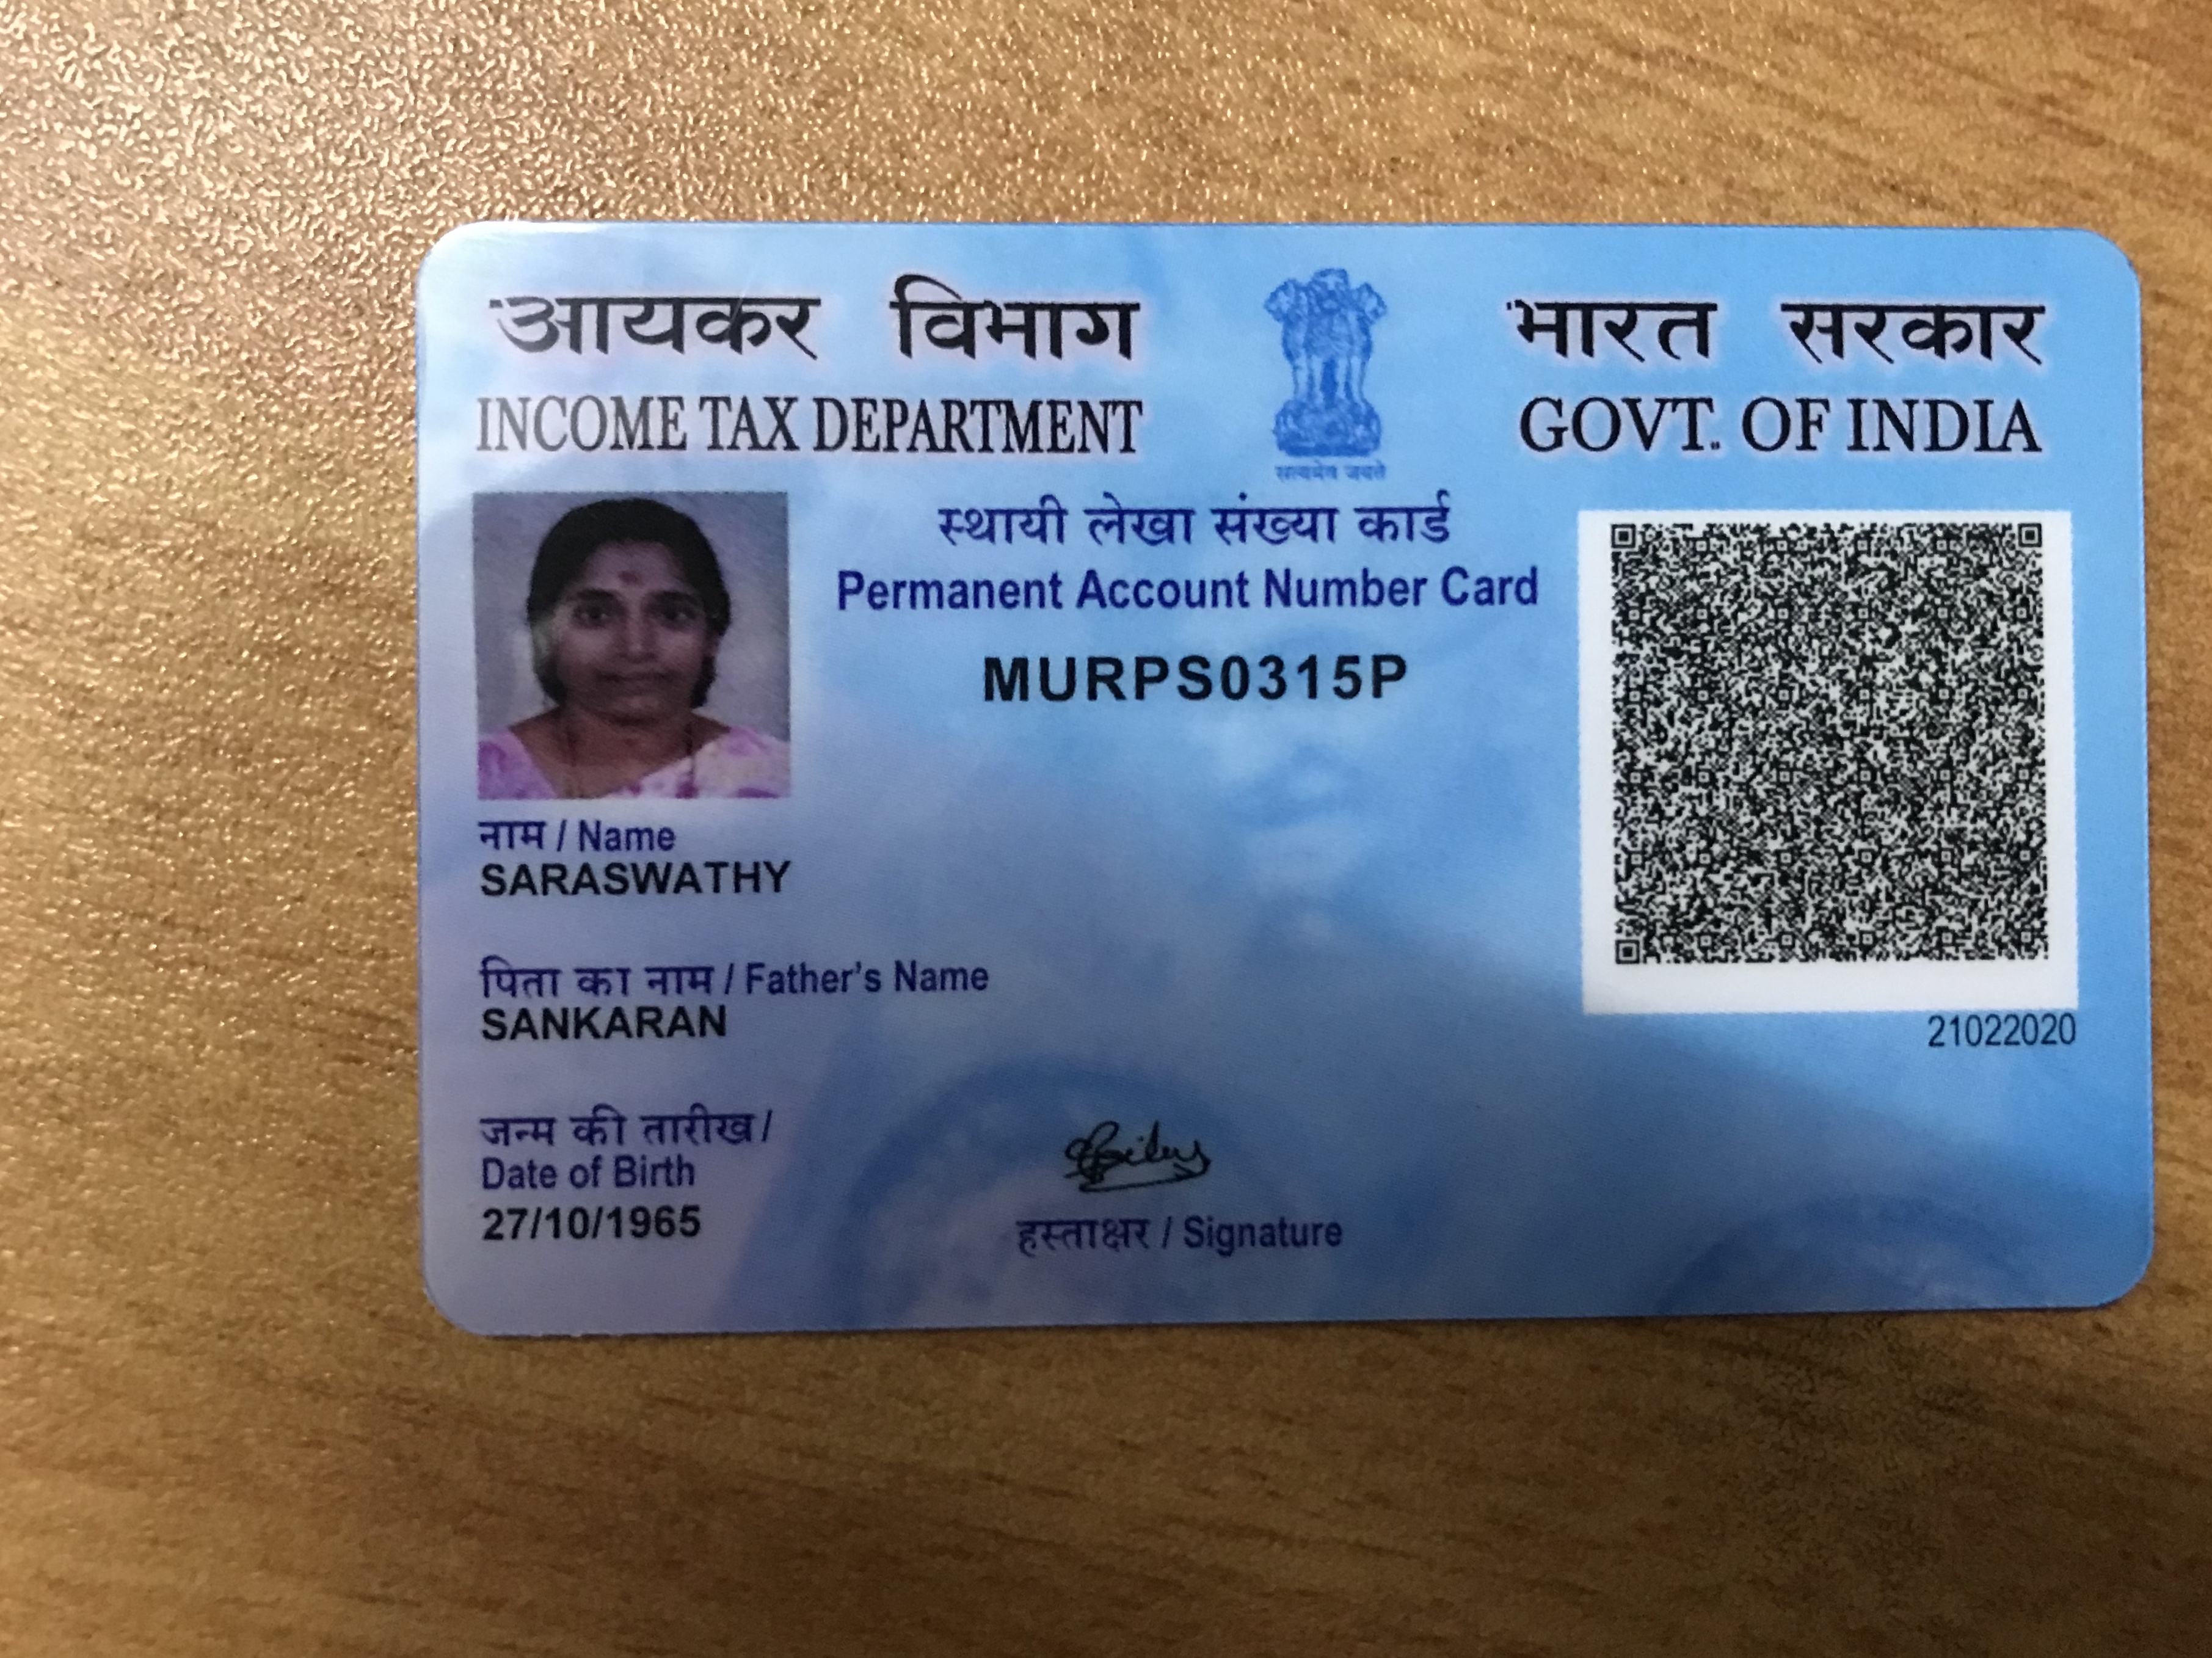 आयकर विभाग
INCOME TAX DEPARTMENT
सत्यमेव जयते
भारत सरकार
GOVT. OF INDIA
स्थायी लेखा संख्या कार्ड
Permanent Account Number Card
MURPS0315P
नाम / Name
SARASWATHY
पिता का नाम / Father's Name
SANKARAN
21022020
जन्म की तारीख /
Date of Birth
27/10/1965
हस्ताक्षर / Signature